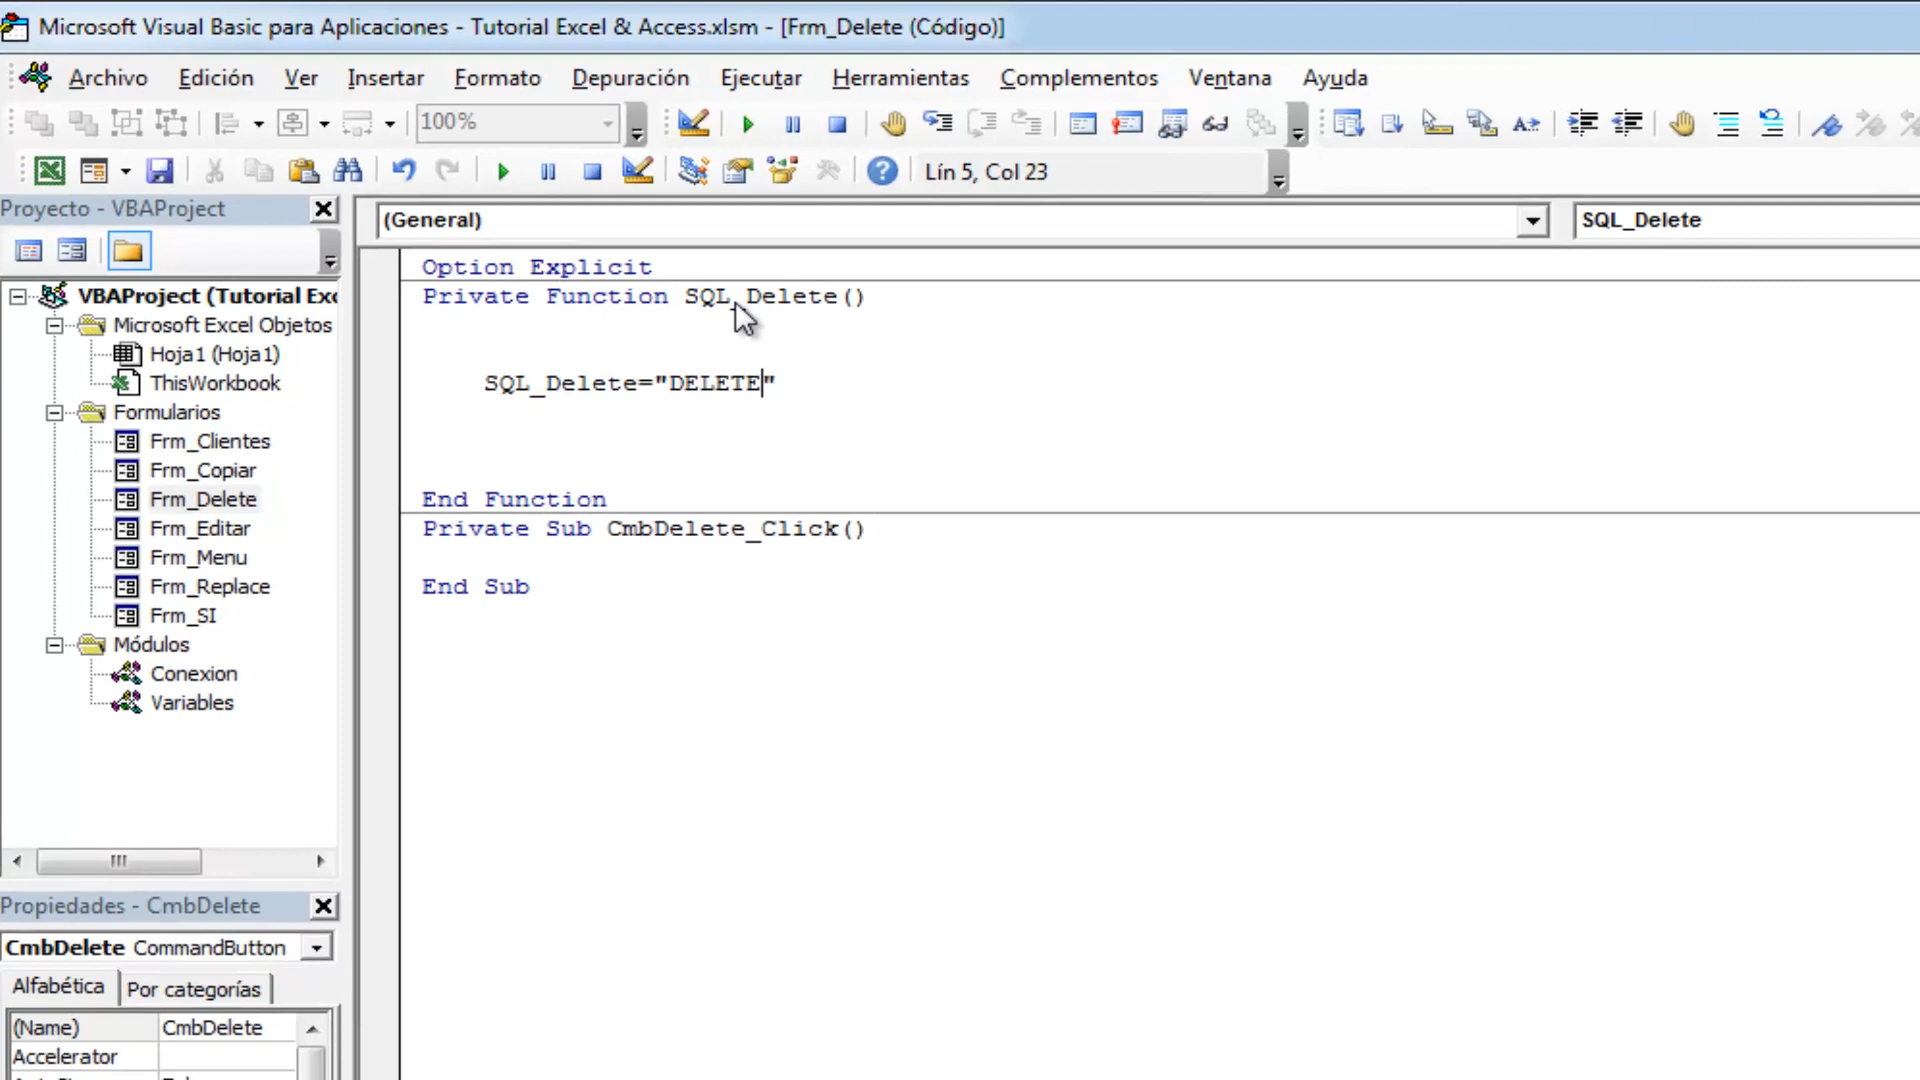 Microsoft Visual Basic para Aplicaciones - Tutorial Excel & Access.xlsm - [Frm_Delete (Código)]
Archivo Edición Ver Insertar Formato Depuración Ejecutar Herramientas Complementos Ventana Ayuda
100%
Lín 5, Col 23
Proyecto - VBAProject
(General)
SQL_Delete
VBAProject (Tutorial Exc
Microsoft Excel Objetos
Hoja1 (Hoja1)
ThisWorkbook
Formularios
Frm_Clientes
Frm_Copiar
Frm_Delete
Frm_Editar
Frm_Menu
Frm_Replace
Frm_SI
Módulos
Conexion
Variables
Option Explicit
Private Function SQL_Delete()
SQL_Delete="DELETE"
End Function
Private Sub CmbDelete_Click()
End Sub
Propiedades - CmbDelete
CmbDelete CommandButton
Alfabética Por categorías
(Name) CmbDelete
Accelerator